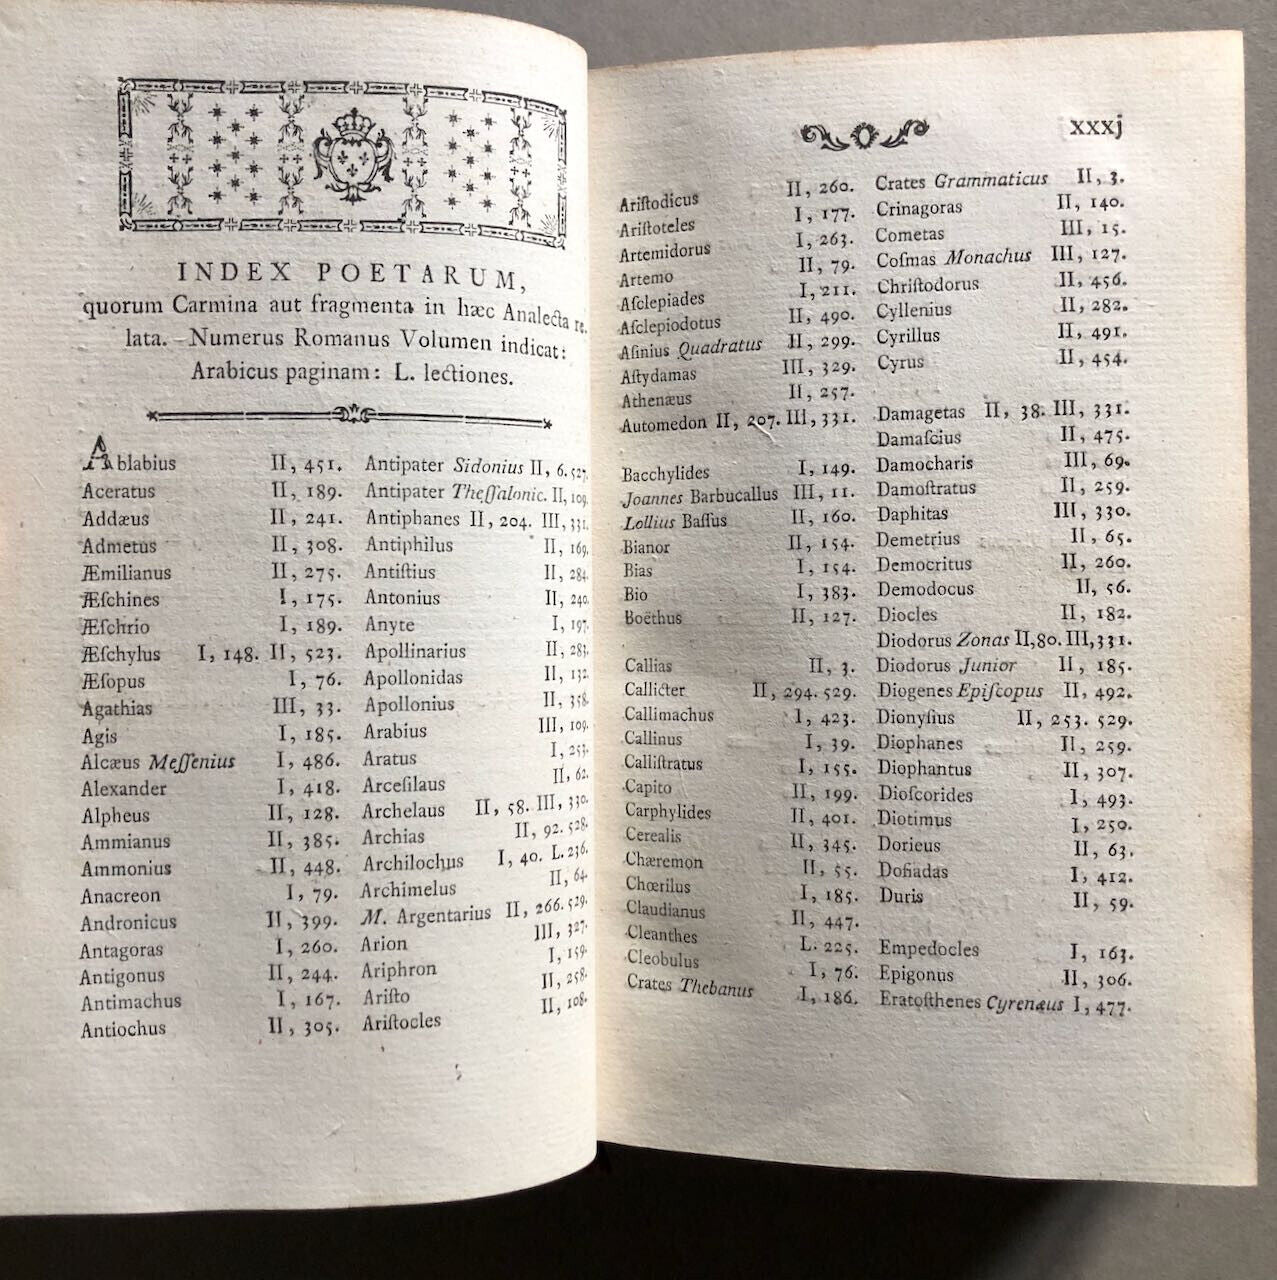 INDEX POETARUM,
quorum Carmina aut fragmenta in hæc Analecta re-
lata. Numerus Romanus Volumen indicat:
Arabicus paginam: L. lectiones.
Ablabius II, 451.
Aceratus II, 189.
Addæus II, 241.
Admetus II, 308.
Æmilianus II, 275.
Æſchines I, 175.
Æſchrio I, 189.
Æſchylus I, 148. II, 523.
Æſopus I, 76.
Agathias III, 33.
Agis I, 185.
Alcæus Meſſenius I, 486.
Alexander I, 418.
Alpheus II, 128.
Ammianus II, 385.
Ammonius II, 448.
Anacreon I, 79.
Andronicus II, 399.
Antagoras I, 260.
Antigonus II, 244.
Antimachus I, 167.
Antiochus II, 305.
Antipater Sidonius II, 6. 527.
Antipater Theſſalonic. II, 109.
Antiphanes II, 204. III, 331.
Antiphilus II, 169.
Antiſtius II, 284.
Antonius II, 240.
Anyte I, 197.
Apollinarius II, 283.
Apollonidas II, 132.
Apollonius II, 358.
Arabius III, 109.
Aratus I, 253.
Arceſilaus II, 62.
Archelaus II, 58. III, 330.
Archias II, 92. 528.
Archilochus I, 40. L. 236.
Archimelus II, 64.
M. Argentarius II, 266. 529.
Arion III, 327.
Ariphron I, 159.
Ariſto II, 258.
Ariſtocles II, 108.
xxxj
Ariſtodicus II, 260.
Ariſtoteles I, 177.
Artemidorus I, 263.
Artemo II, 79.
Aſclepiades I, 211.
Aſclepiodotus II, 490.
Aſinius Quadratus II, 299.
Aſtydamas III, 329.
Athenæus II, 257.
Automedon II, 207. III, 331.
Bacchylides I, 149.
Joannes Barbucallus III, 11.
Lollius Baſſus II, 160.
Bianor II, 154.
Bias I, 154.
Bio I, 383.
Boëthus II, 127.
Callias II, 3.
Callicter II, 294. 529.
Callimachus I, 423.
Callinus I, 39.
Calliſtratus I, 155.
Capito II, 199.
Carphylides II, 401.
Cerealis II, 345.
Chæremon II, 55.
Chœrilus I, 185.
Claudianus II, 447.
Cleanthes L. 225.
Cleobulus I, 76.
Crates Thebanus I, 186.
Crates Grammaticus II, 3.
Crinagoras II, 140.
Cometas III, 15.
Coſmas Monachus III, 127.
Chriſtodorus II, 456.
Cyllenius II, 282.
Cyrillus II, 491.
Cyrus II, 454.
Damagetas II, 38. III, 331.
Damaſcius II, 475.
Damocharis III, 69.
Damoſtratus II, 259.
Daphitas III, 330.
Demetrius II, 65.
Democritus II, 260.
Demodocus II, 56.
Diocles II, 182.
Diodorus Zonas II, 80. III, 331.
Diodorus Junior II, 185.
Diogenes Epiſcopus II, 492.
Dionyſius II, 253. 529.
Diophanes II, 259.
Diophantus II, 307.
Dioſcorides I, 493.
Diotimus I, 250.
Dorieus II, 63.
Doſiadas I, 412.
Duris II, 59.
Empedocles I, 163.
Epigonus II, 306.
Eratoſthenes Cyrenæus I, 477.